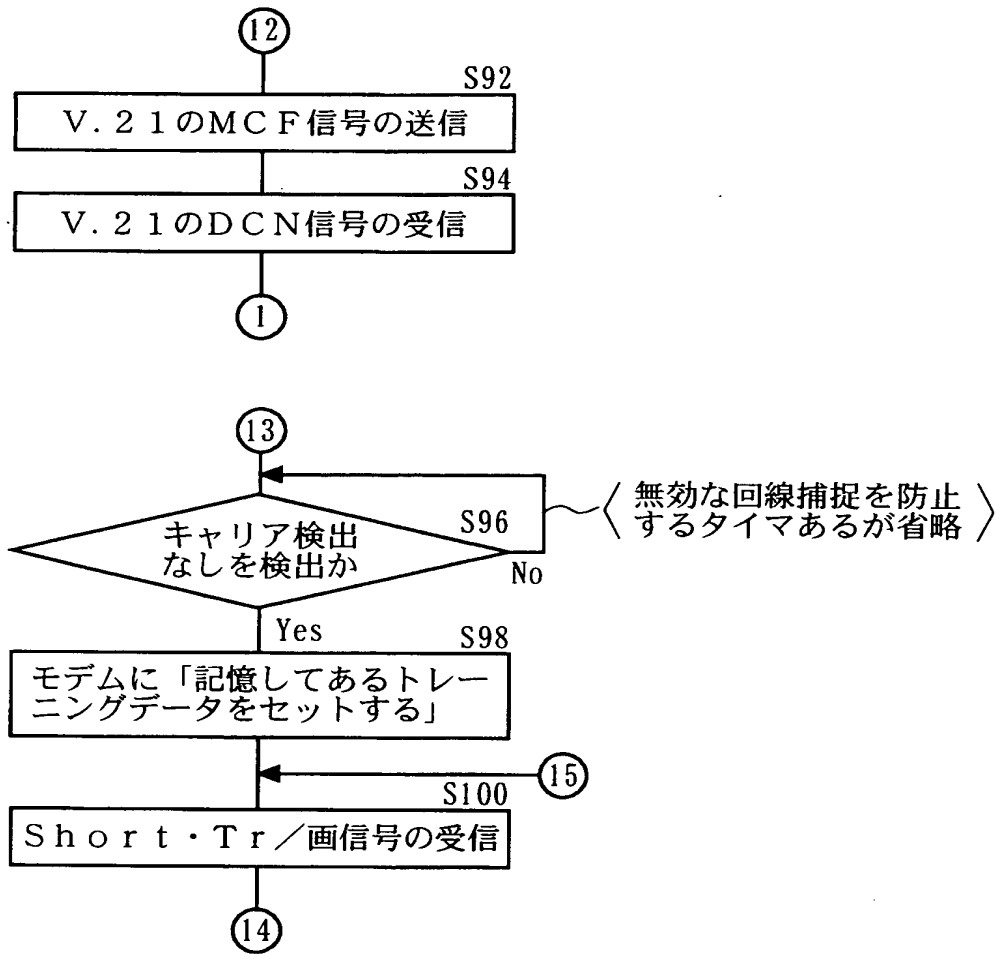 12
S92
V.21のMCF信号の送信
S94
V.21のDCN信号の受信
1
13
S96
キャリア検出
なしを検出か
No
〈無効な回線捕捉を防止
するタイマあるが省略〉
Yes
S98
モデムに「記憶してあるトレー
ニングデータをセットする」
15
S100
Short・Tr/画信号の受信
14